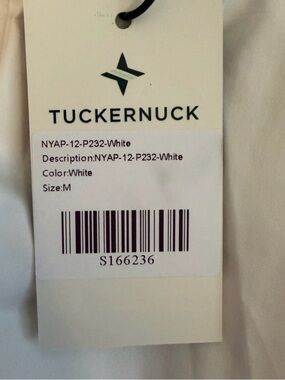 TUCKERNUCK
NYAP-12-P232-White
Description:NYAP-12-P232-White
Color:White
Size:M
S166236